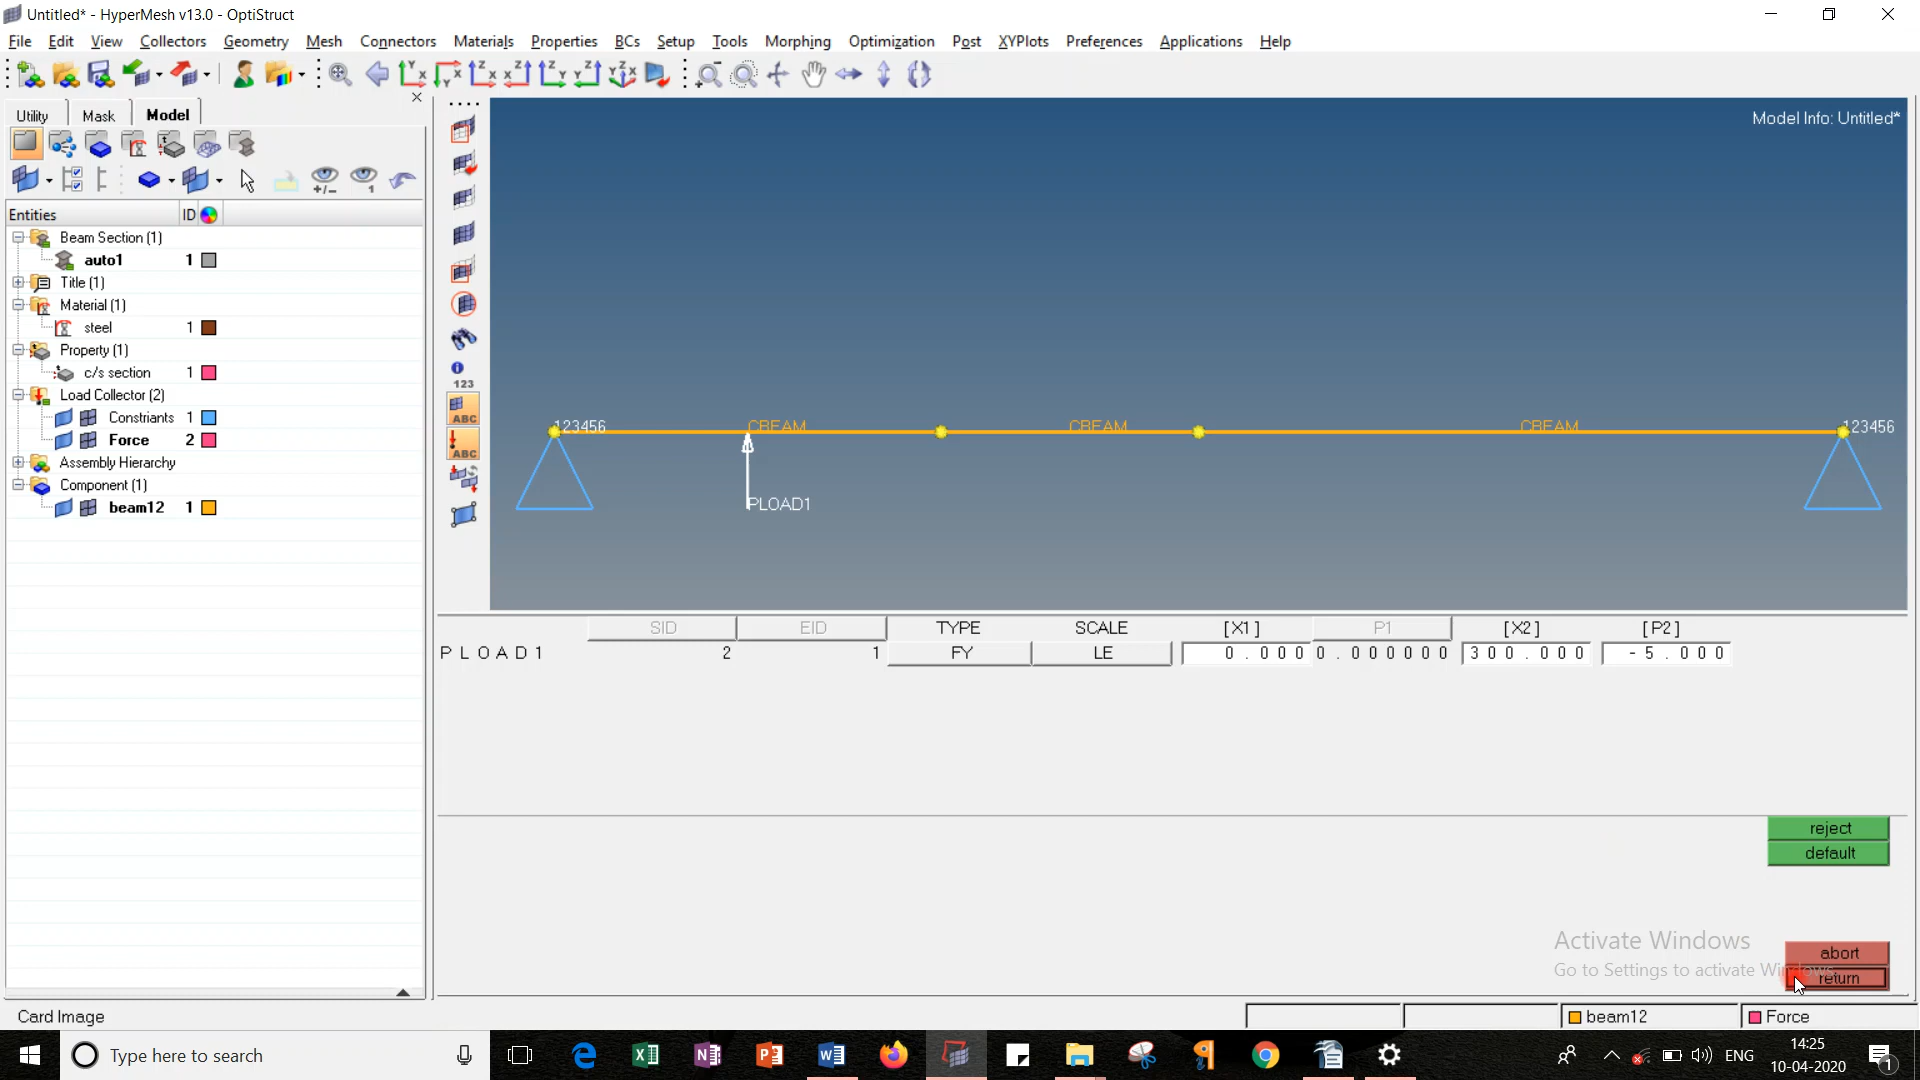 Untitled* - HyperMesh v13.0 - OptiStruct
File Edit View Collectors Geometry Mesh Connectors Materials Properties BCs Setup Tools Morphing Optimization Post XYPlots Preferences Applications Help
Utility Mask Model
Model Info: Untitled*
Entities ID
Beam Section (1)
auto1 1
Title (1)
Material (1)
steel 1
Property (1)
c/s section 1
Load Collector (2)
Constriants 1
Force 2
Assembly Hierarchy
Component (1)
beam12 1
123
ABC
ABC
123456 CBEAM CBEAM CBEAM 123456
PLOAD1
SID EID TYPE SCALE [X1] P1 [X2] [P2]
PLOAD1 2 1 FY LE 0.000 0.000000 300.000 -5.000
reject
default
Activate Windows
Go to Settings to activate Windows.
abort
return
Card Image
beam12 Force
Type here to search
ENG
14:25
10-04-2020
1